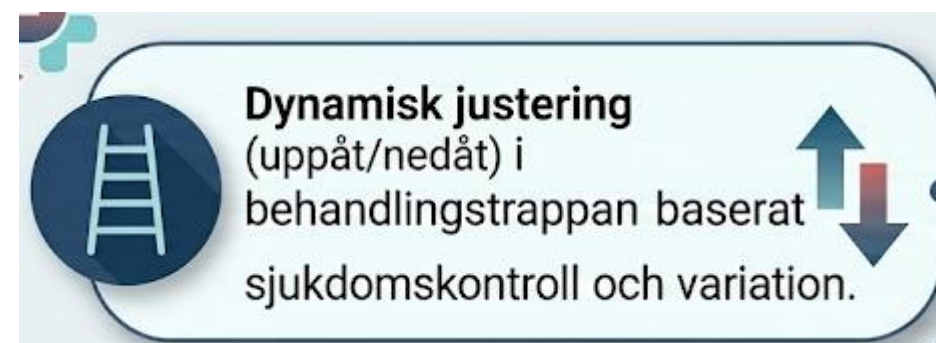 Dynamisk justering
(uppåt/nedåt) i
behandlingstrappan baserat
sjukdomskontroll och variation.